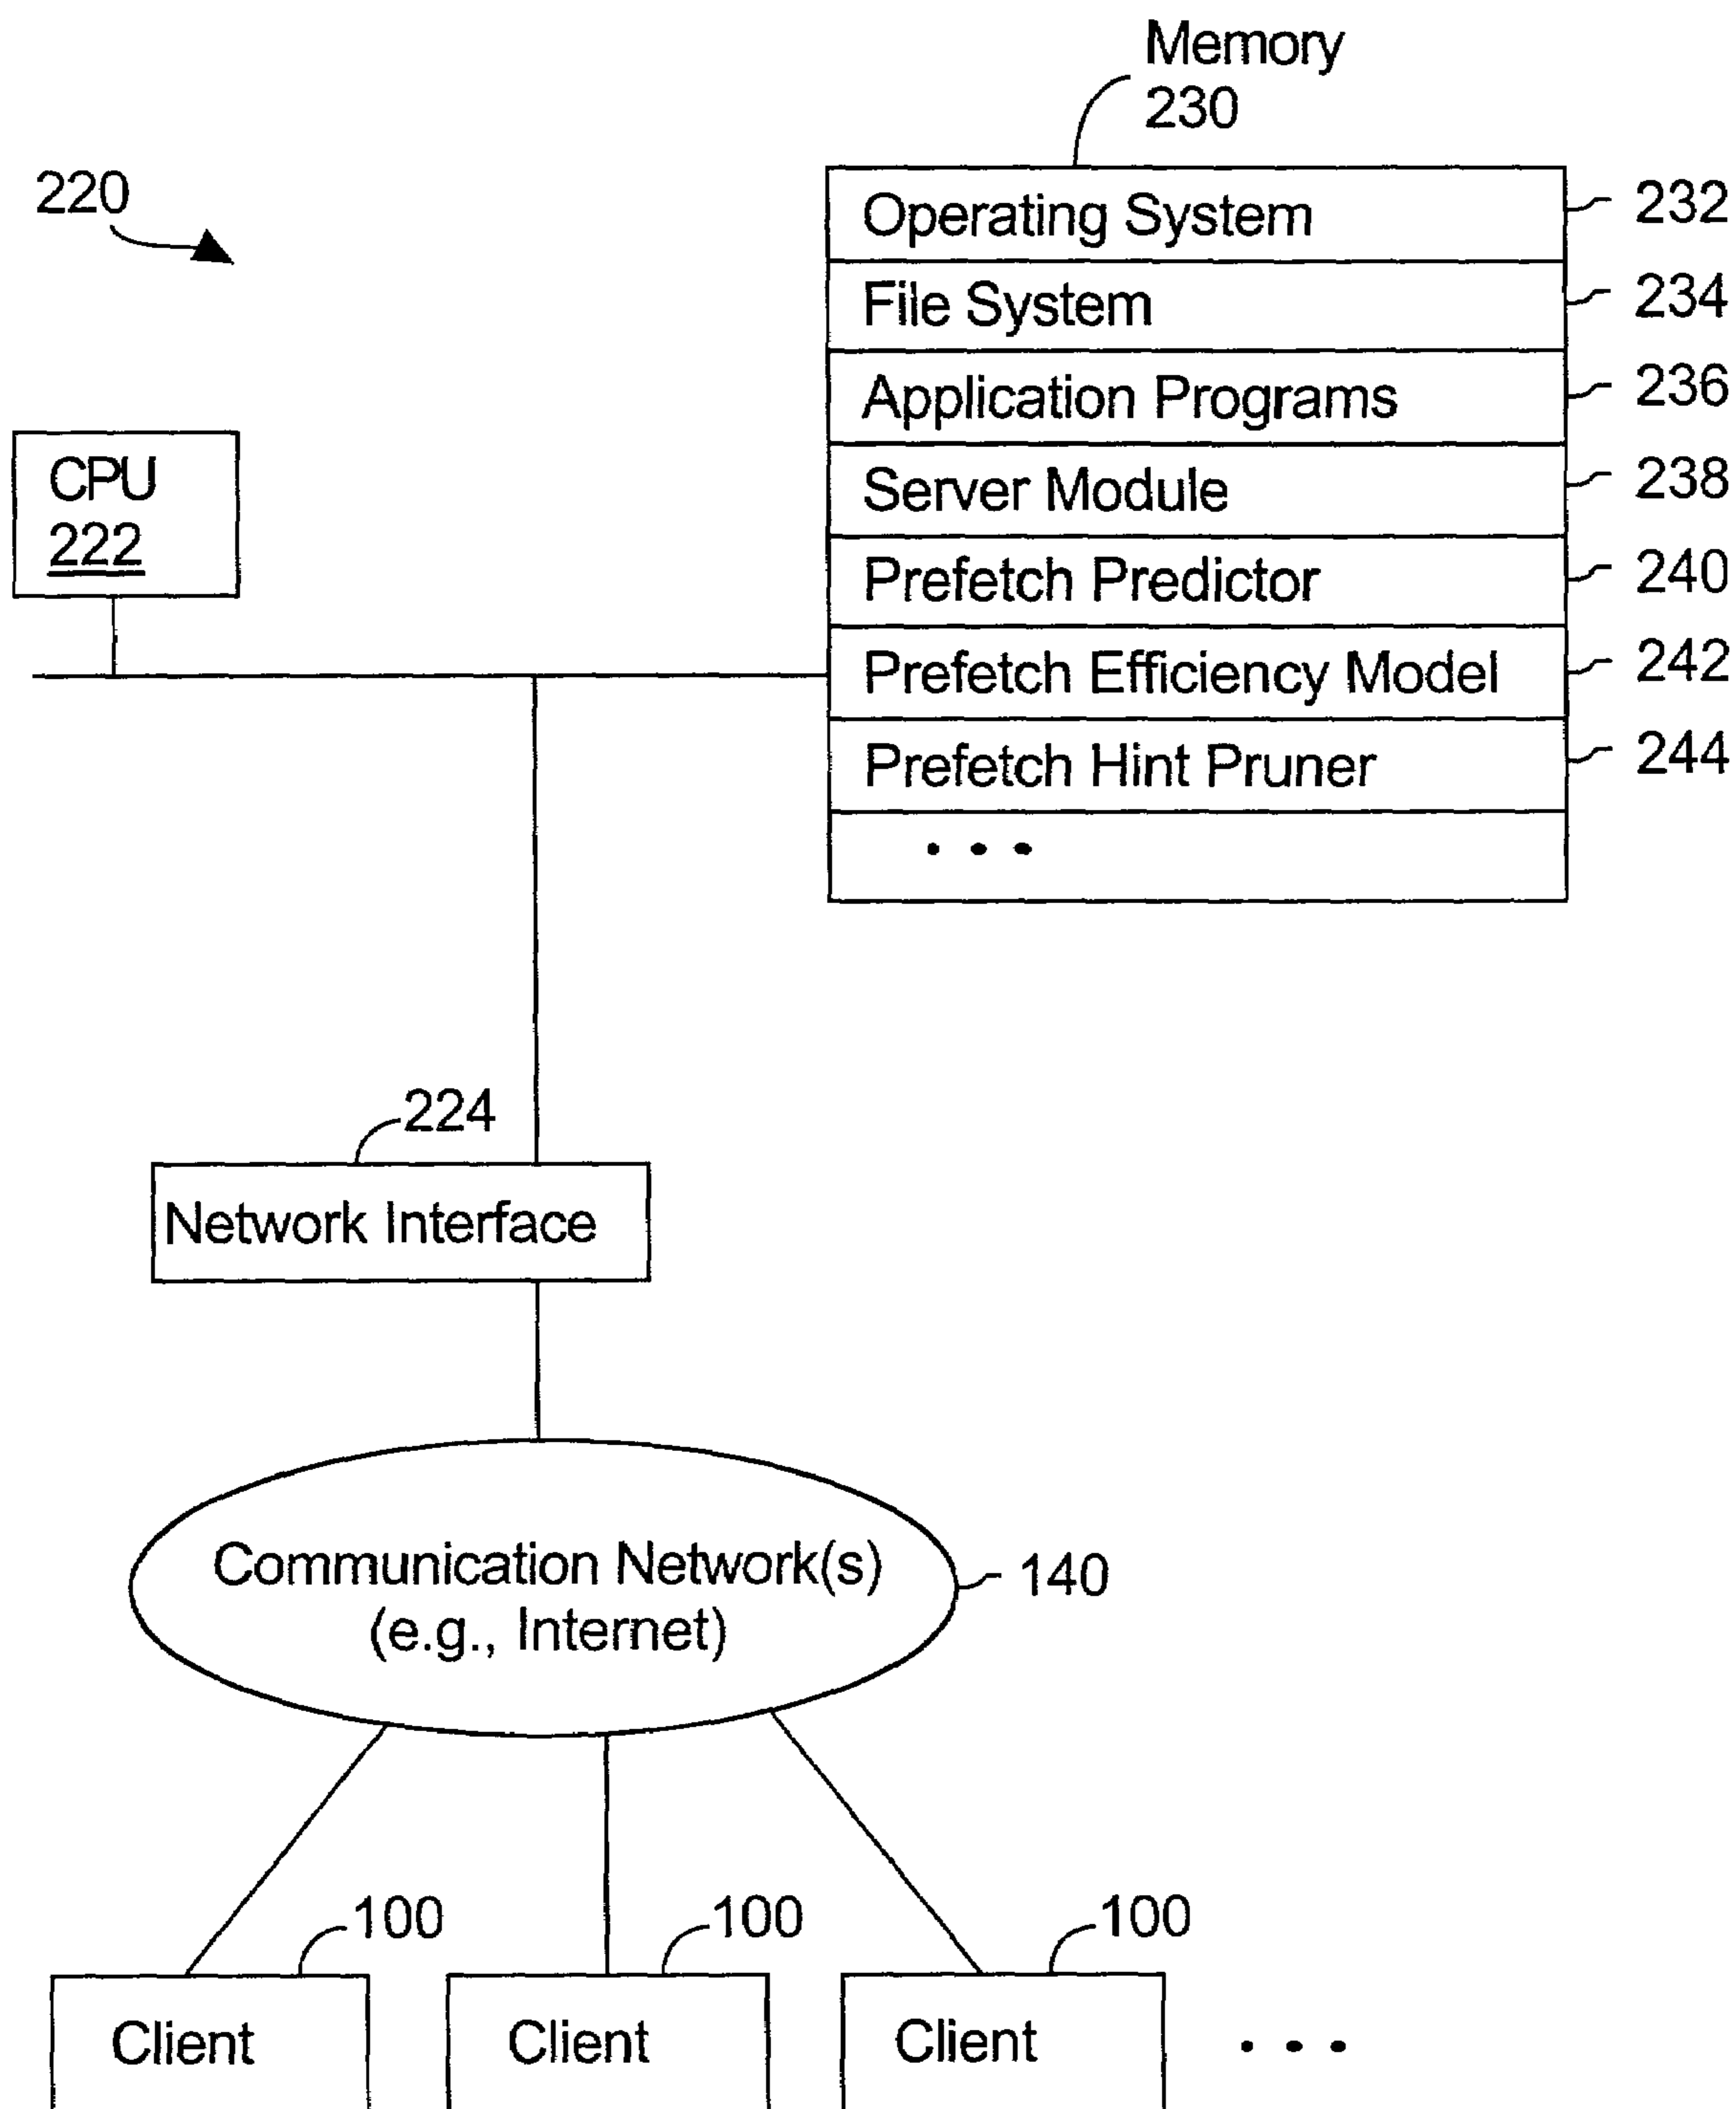 Memory
230
220
Operating System 232
File System 234
Application Programs 236
Server Module 238
Prefetch Predictor 240
Prefetch Efficiency Model 242
Prefetch Hint Pruner 244
. . .
CPU
222
224
Network Interface
Communication Network(s)
(e.g., Internet)
140
100 100 100
Client Client Client . . .